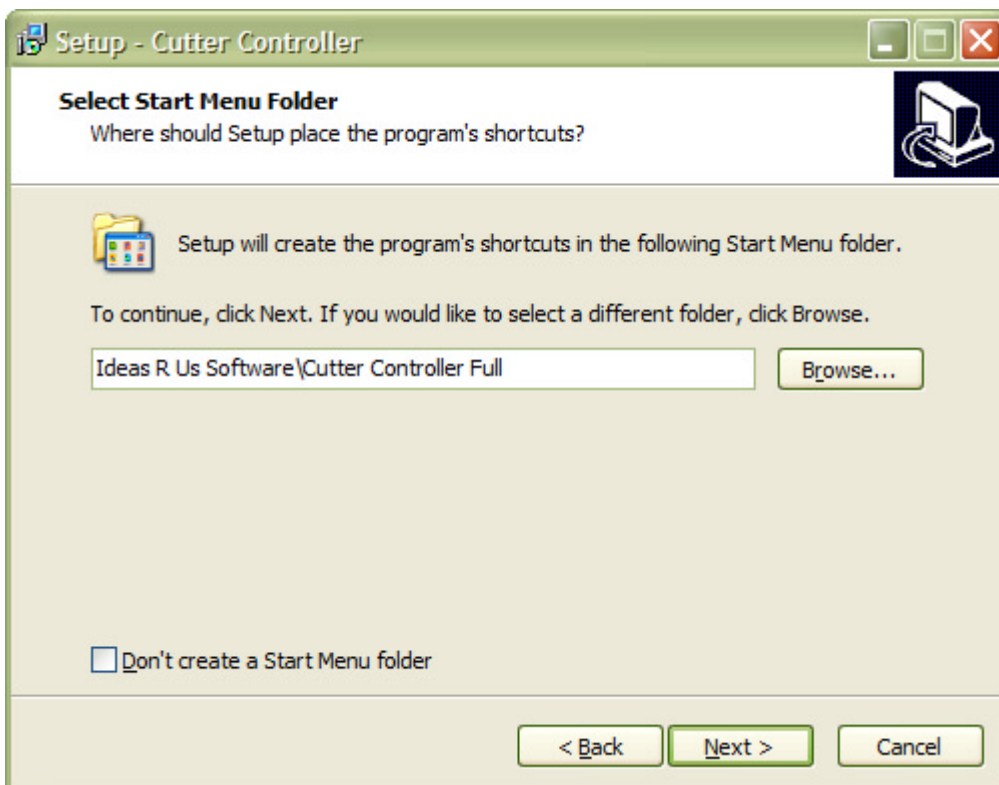 Setup - Cutter Controller
Select Start Menu Folder
Where should Setup place the program's shortcuts?
Setup will create the program's shortcuts in the following Start Menu folder.
To continue, click Next. If you would like to select a different folder, click Browse.
Ideas R Us Software\Cutter Controller Full
Browse...
Don't create a Start Menu folder
< Back
Next >
Cancel